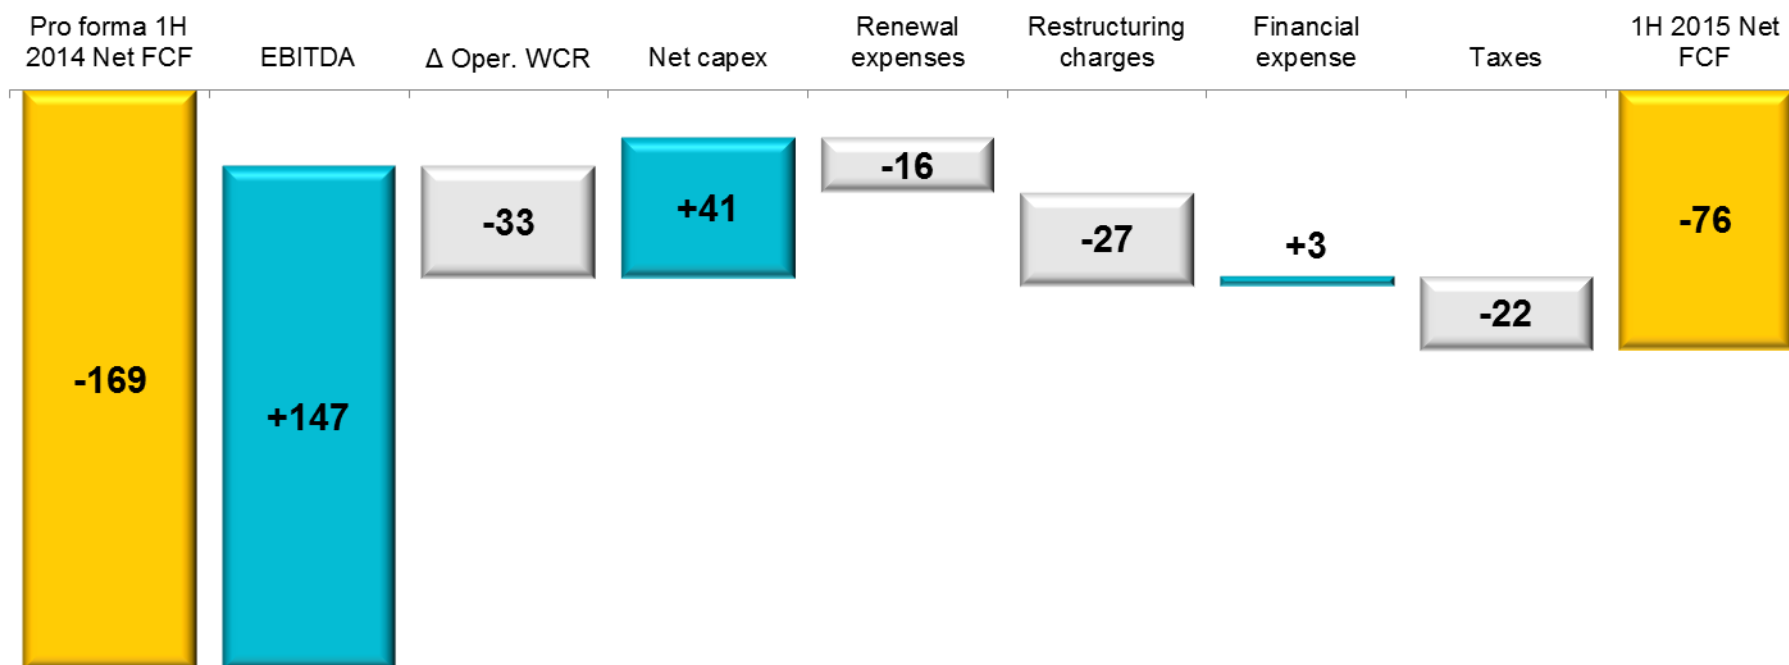 Pro forma 1H
2014 Net FCF
EBITDA
Δ Oper. WCR
Net capex
Renewal
expenses
Restructuring
charges
Financial
expense
Taxes
1H 2015 Net
FCF
-169
+147
-33
+41
-16
-27
+3
-22
-76